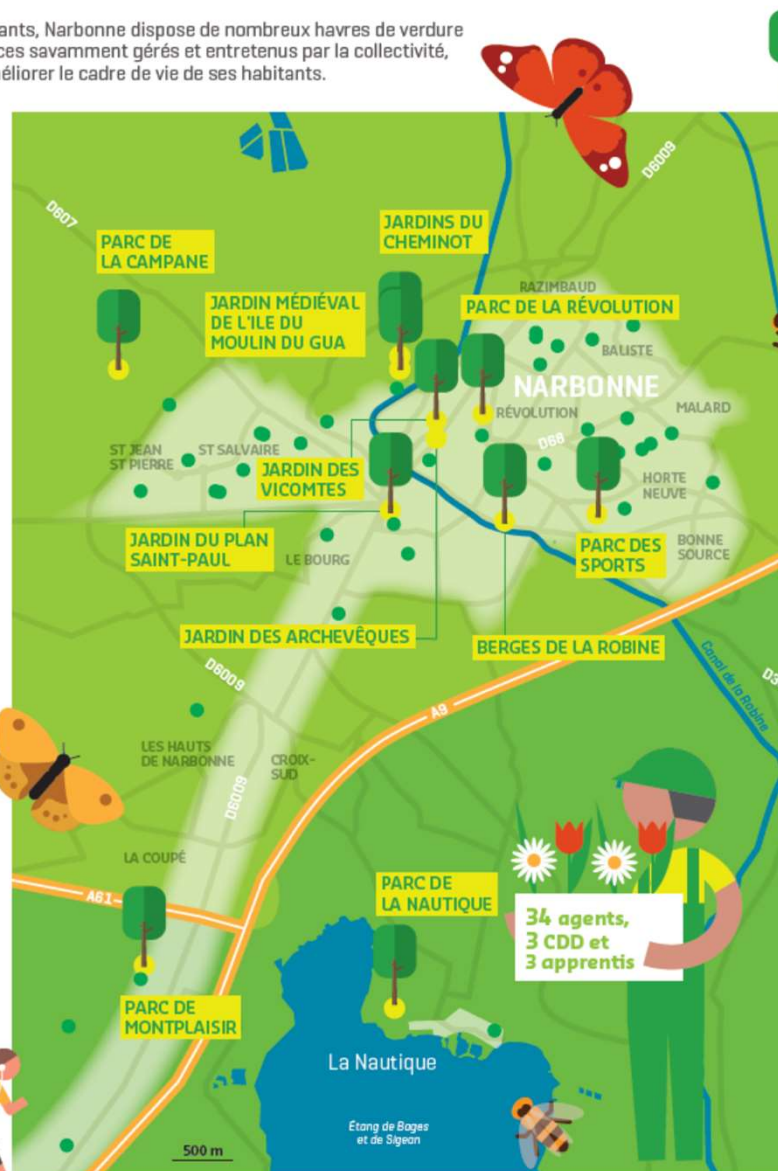 ants, Narbonne dispose de nombreux havres de verdure
ces savamment gérés et entretenus par la collectivité,
éliorer le cadre de vie de ses habitants.
D6009
D607
JARDINS DU
CHEMINOT
PARC DE
LA CAMPANE
RAZIMBAUD
JARDIN MÉDIÉVAL
DE L'ILE DU
MOULIN DU GUA
PARC DE LA RÉVOLUTION
BALISTE
NARBONNE
RÉVOLUTION
MALARD
D68
ST JEAN
ST PIERRE
ST SALVAIRE
JARDIN DES
VICOMTES
HORTE
NEUVE
JARDIN DU PLAN
SAINT-PAUL
LE BOURG
PARC DES
SPORTS
BONNE
SOURCE
JARDIN DES ARCHEVÊQUES
BERGES DE LA ROBINE
D6009
Canal de la Robine
D3
A9
LES HAUTS
DE NARBONNE
CROIX-
SUD
D6009
LA COUPÉ
A61
PARC DE
LA NAUTIQUE
34 agents,
3 CDD et
3 apprentis
PARC DE
MONTPLAISIR
La Nautique
Étang de Bages
et de Sigean
500 m